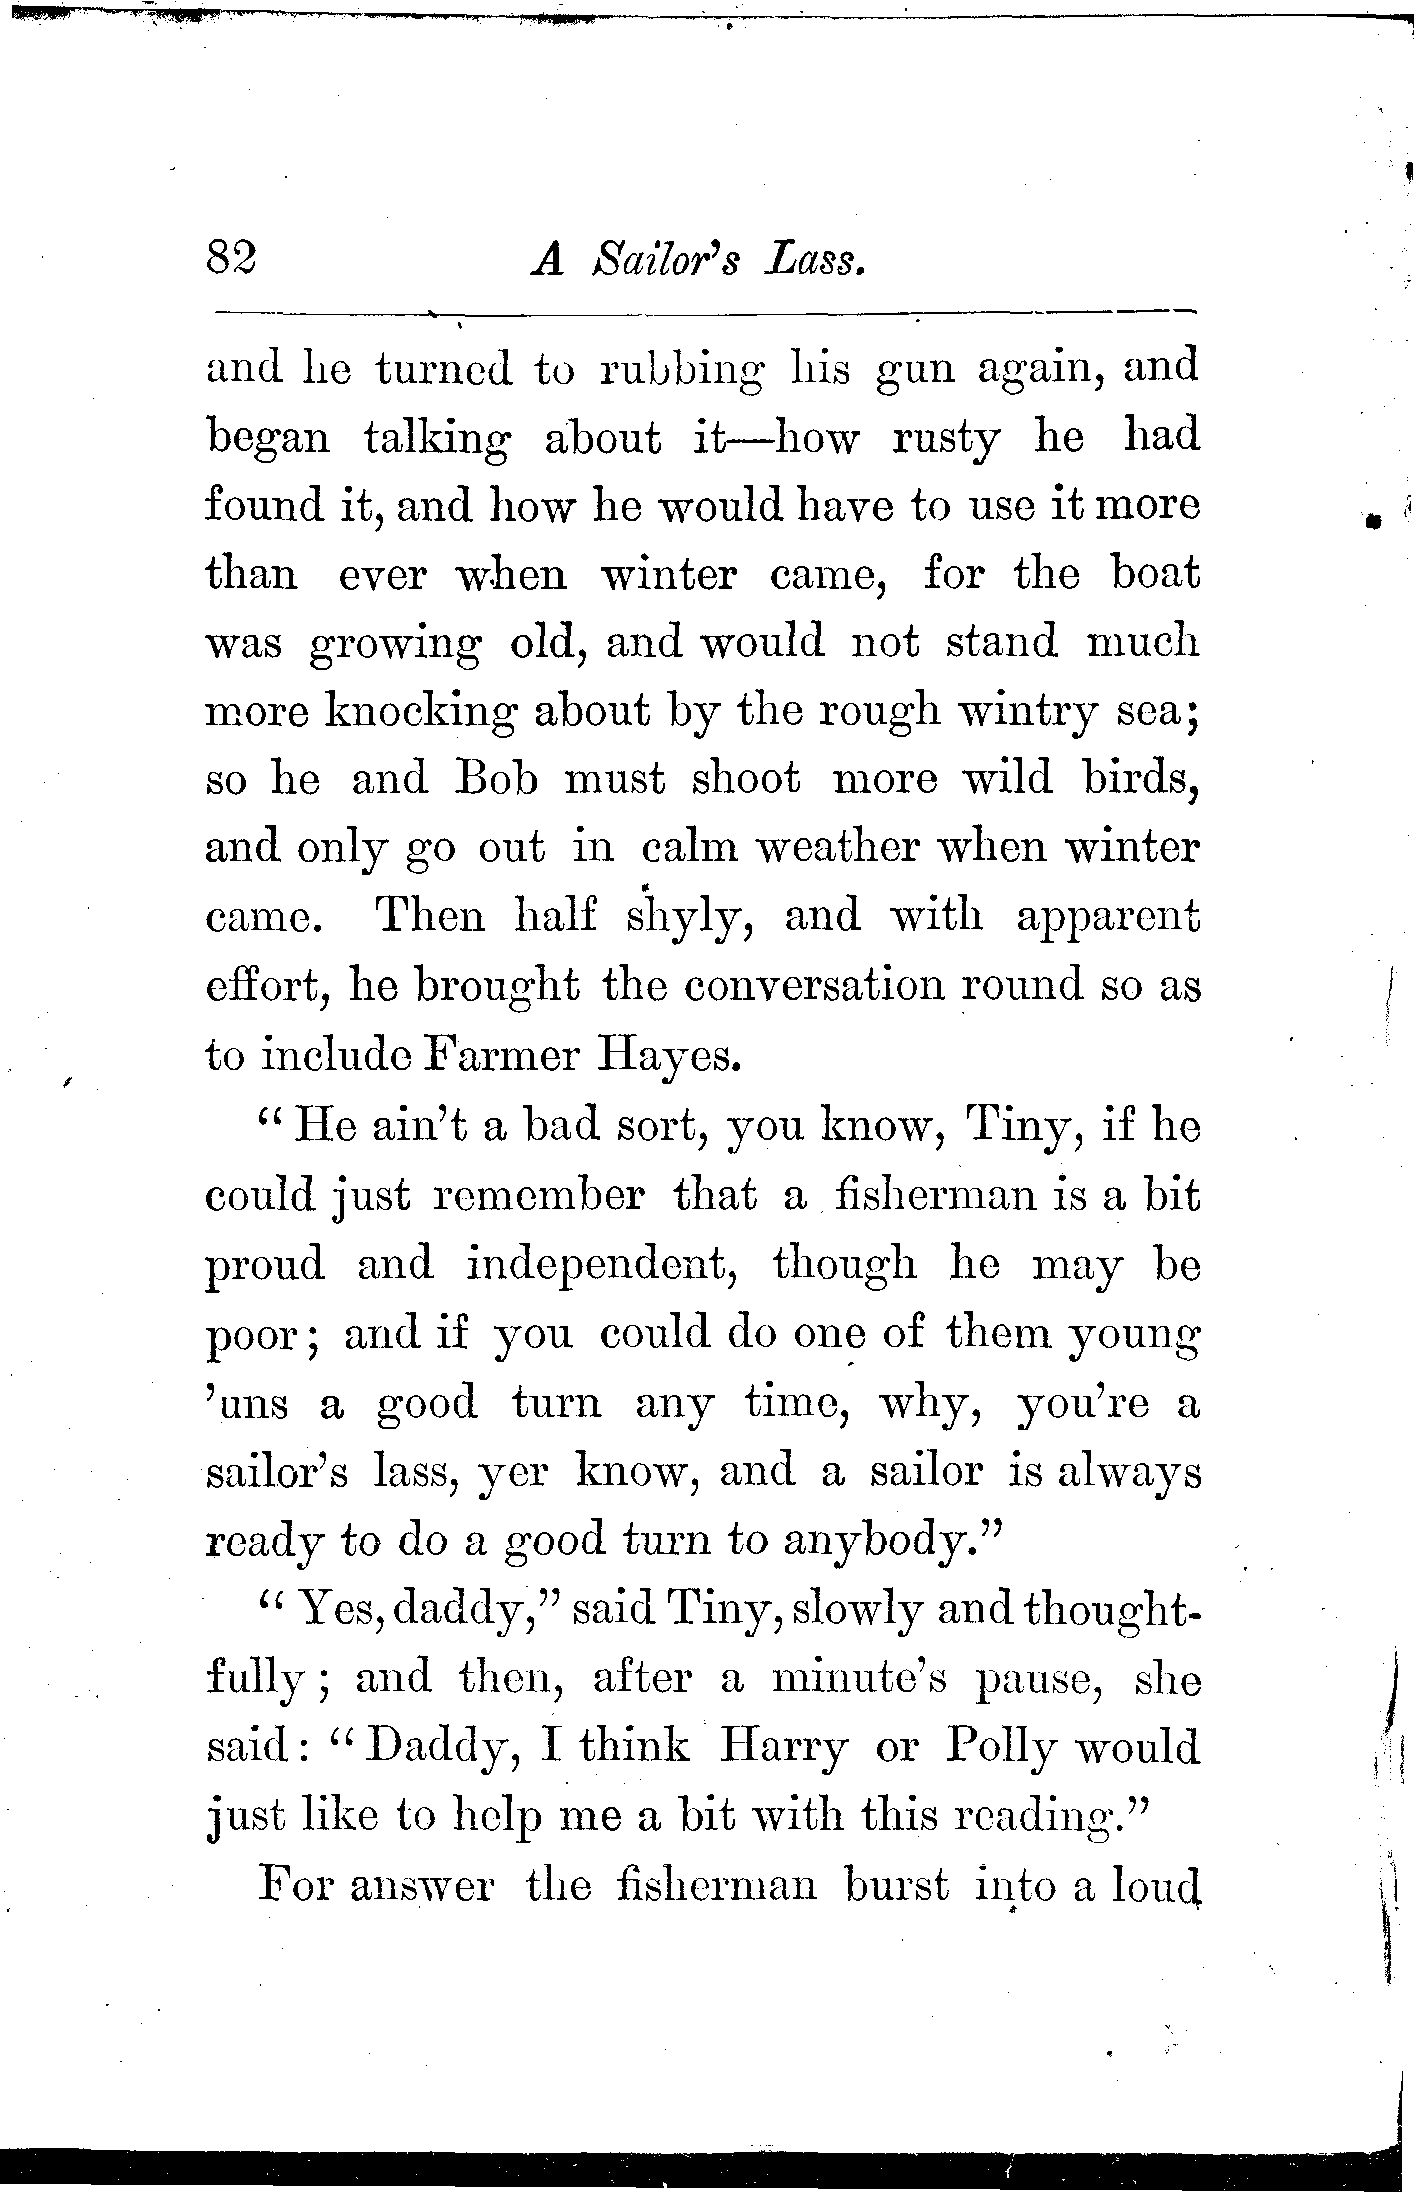 82 A Sailor's Lass.
and he turned to rubbing his gun again, and
began talking about it—how rusty he had
found it, and how he would have to use it more
than ever when winter came, for the boat
was growing old, and would not stand much
more knocking about by the rough wintry sea;
so he and Bob must shoot more wild birds,
and only go out in calm weather when winter
came. Then half shyly, and with apparent
effort, he brought the conversation round so as
to include Farmer Hayes.
"He ain't a bad sort, you know, Tiny, if he
could just remember that a fisherman is a bit
proud and independent, though he may be
poor; and if you could do one of them young
'uns a good turn any time, why, you're a
sailor's lass, yer know, and a sailor is always
ready to do a good turn to anybody."
"Yes, daddy," said Tiny, slowly and thought-
fully; and then, after a minute's pause, she
said: "Daddy, I think Harry or Polly would
just like to help me a bit with this reading."
For answer the fisherman burst into a loud